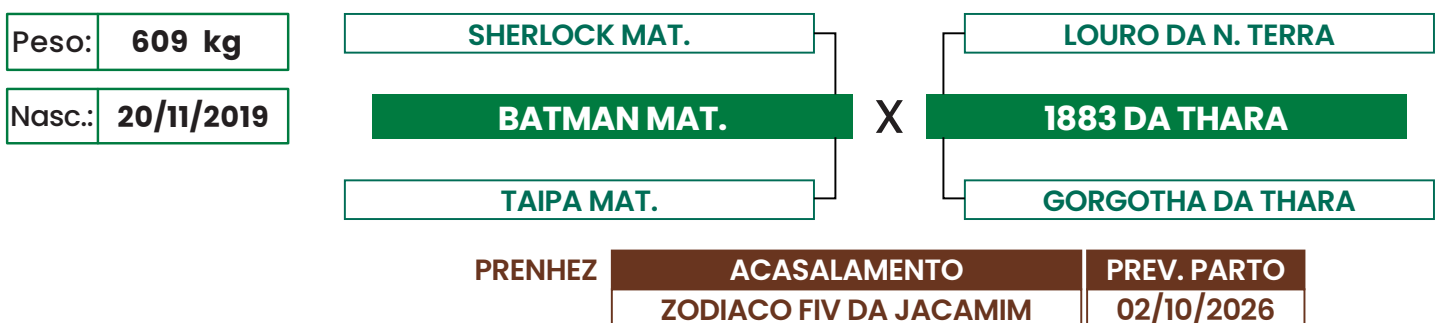 Peso: 609 kg
Nasc.: 20/11/2019
SHERLOCK MAT.
BATMAN MAT.
TAIPA MAT.
X
LOURO DA N. TERRA
1883 DA THARA
GORGOTHA DA THARA
PRENHEZ ACASALAMENTO PREV. PARTO
ZODIACO FIV DA JACAMIM 02/10/2026